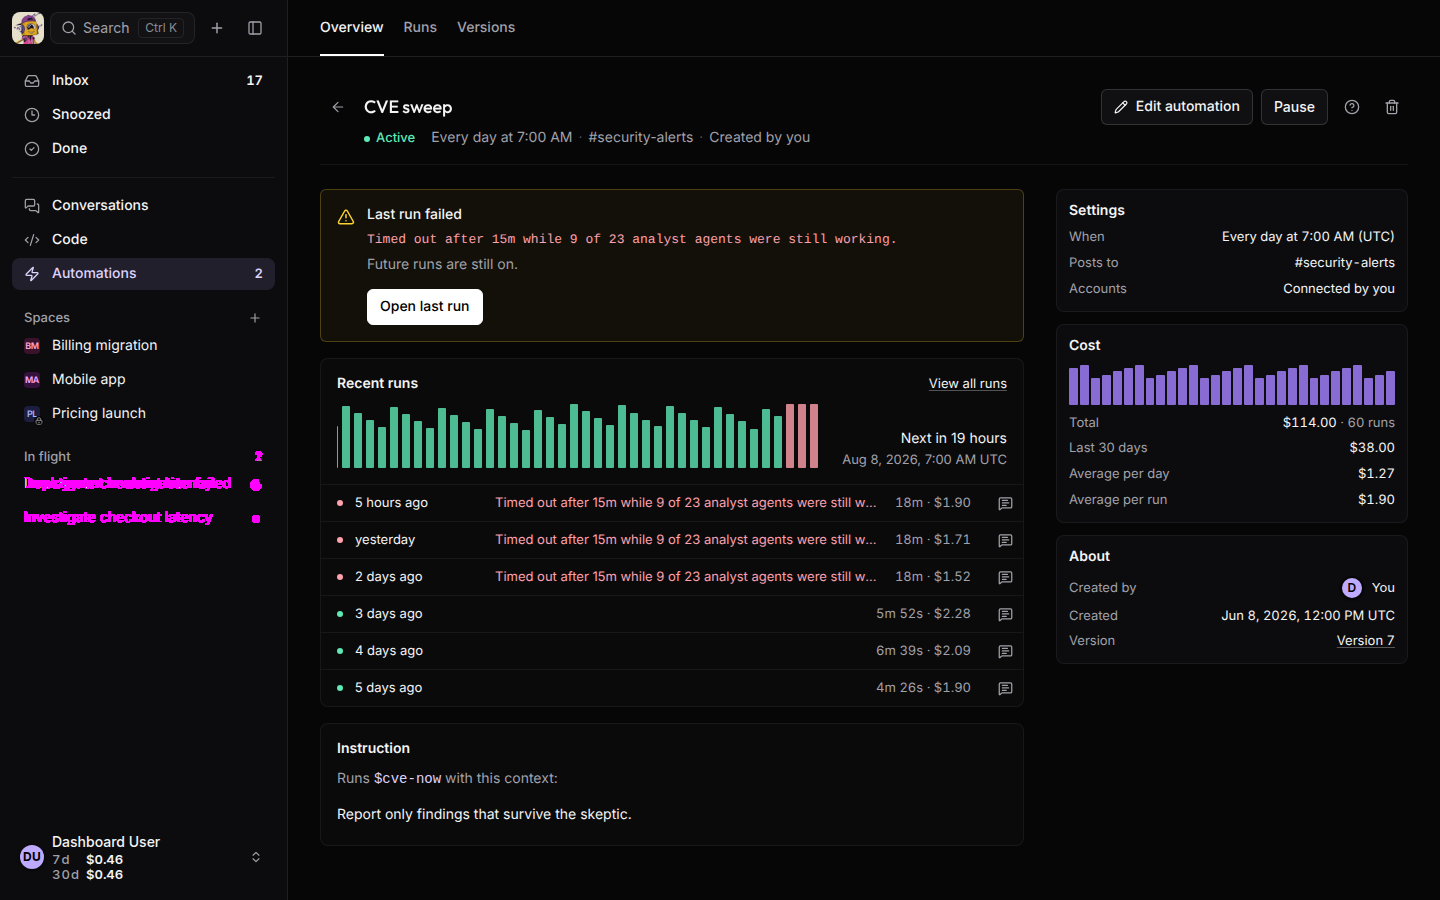 Search Ctrl K
Inbox 17
Snoozed
Done
Conversations
Code
Automations 2
Spaces
BM Billing migration
MA Mobile app
PL Pricing launch
In flight 2
Investigate checkout latency
DU Dashboard User
7d $0.46
30d $0.46
Overview Runs Versions
CVE sweep
Active Every day at 7:00 AM · #security-alerts · Created by you
Edit automation Pause
Last run failed
Timed out after 15m while 9 of 23 analyst agents were still working.
Future runs are still on.
Open last run
Recent runs View all runs
Next in 19 hours
Aug 8, 2026, 7:00 AM UTC
5 hours ago Timed out after 15m while 9 of 23 analyst agents were still w... 18m · $1.90
yesterday Timed out after 15m while 9 of 23 analyst agents were still w... 18m · $1.71
2 days ago Timed out after 15m while 9 of 23 analyst agents were still w... 18m · $1.52
3 days ago 5m 52s · $2.28
4 days ago 6m 39s · $2.09
5 days ago 4m 26s · $1.90
Instruction
Runs $cve-now with this context:
Report only findings that survive the skeptic.
Settings
When Every day at 7:00 AM (UTC)
Posts to #security-alerts
Accounts Connected by you
Cost
Total $114.00 · 60 runs
Last 30 days $38.00
Average per day $1.27
Average per run $1.90
About
Created by D You
Created Jun 8, 2026, 12:00 PM UTC
Version Version 7